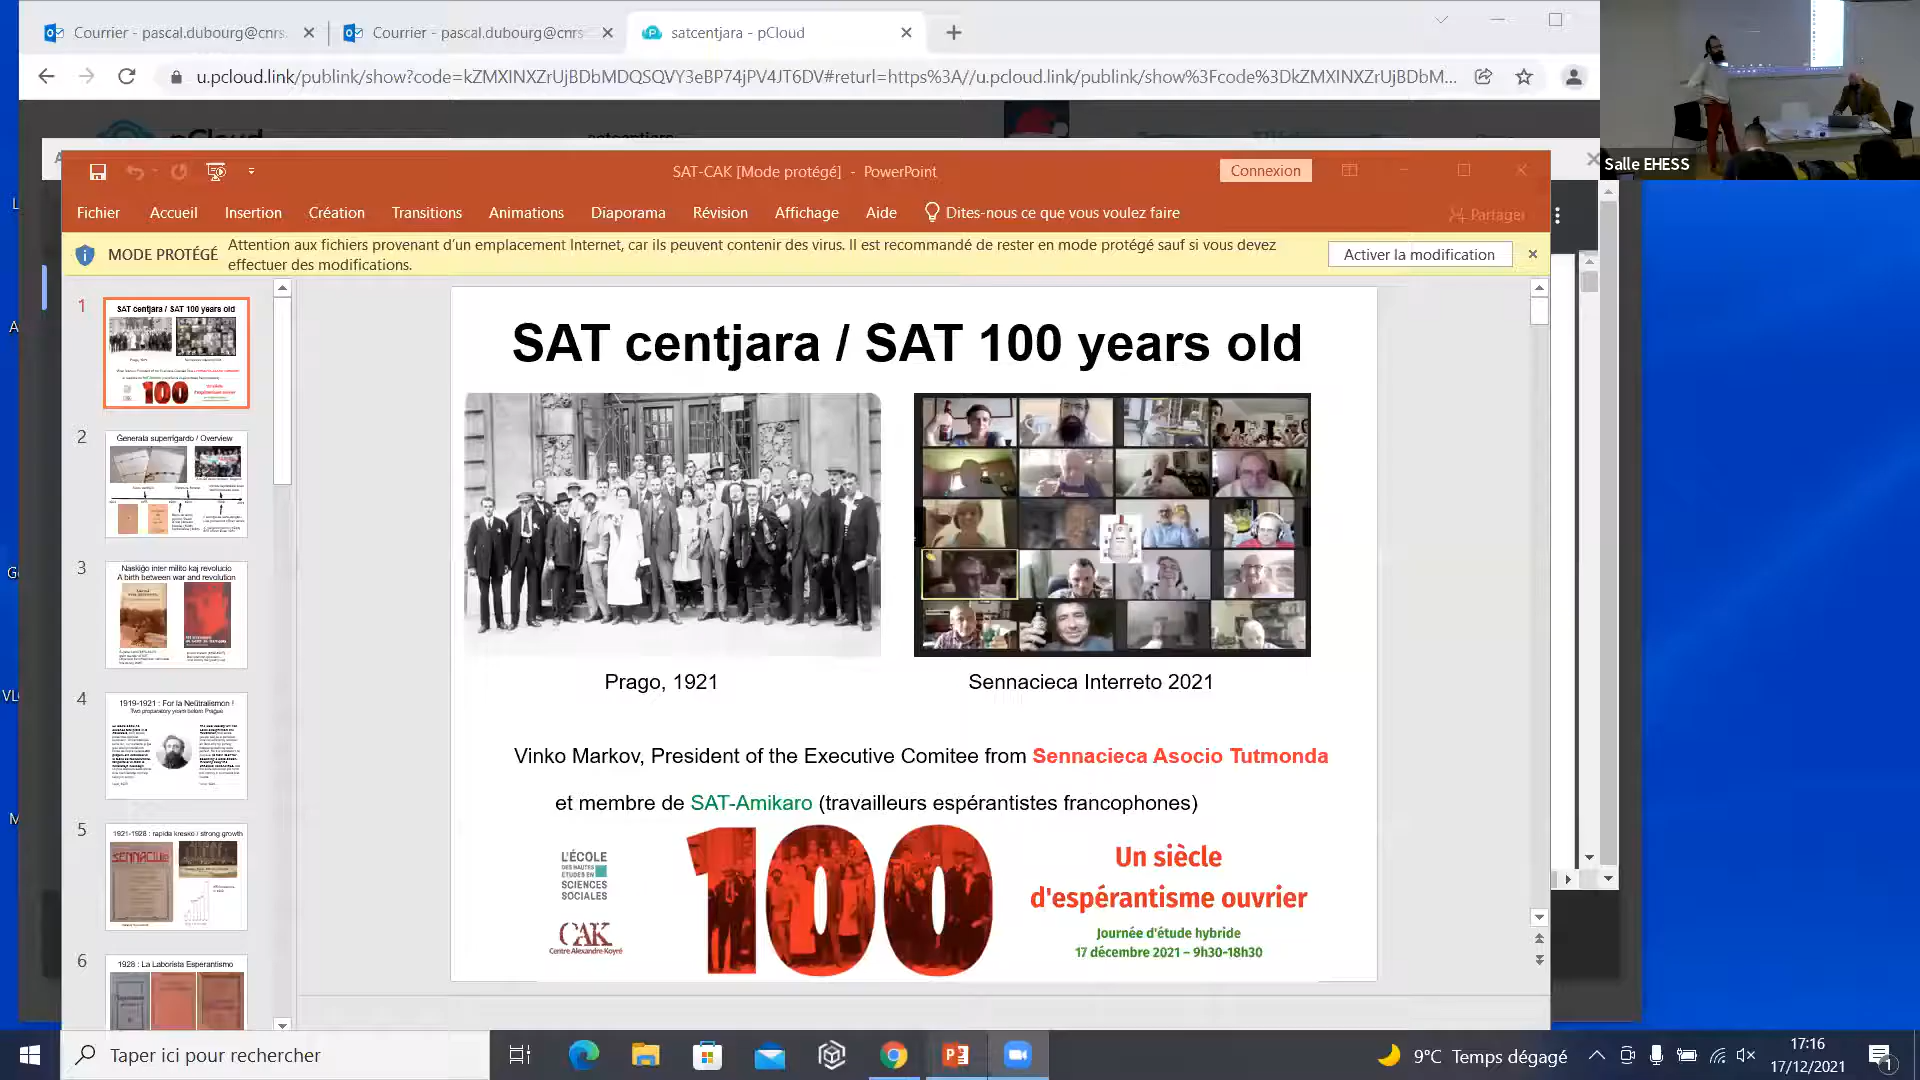 Courrier - pascal.dubourg@cnrs.
Courrier - pascal.dubourg@cnrs
satcentjara - pCloud
u.pcloud.link/publink/show?code=kZMXINXZrUjBDbMDQSQVY3eBP74jPV4JT6DV#returl=https%3A//u.pcloud.link/publink/show%3Fcode%3DkZMXINXZrUjBDbM...
Salle EHESS
SAT-CAK [Mode protégé] - PowerPoint
Connexion
Fichier Accueil Insertion Création Transitions Animations Diaporama Révision Affichage Aide Dites-nous ce que vous voulez faire Partager
MODE PROTÉGÉ Attention aux fichiers provenant d'un emplacement Internet, car ils peuvent contenir des virus. Il est recommandé de rester en mode protégé sauf si vous devez
effectuer des modifications.
Activer la modification
1
SAT centjara / SAT 100 years old
2
Ĝenerala superrigardo / Overview
3
Naskiĝo inter milito kaj revolucio
A birth between war and revolution
4
1919-1921 : For la Neŭtralismon !
Two preparatory years before Prague
5
1921-1928 : rapida kresko / strong growth
SENNACIULO
6
1928 : La Laborista Esperantismo
SAT centjara / SAT 100 years old
Prago, 1921
Sennacieca Interreto 2021
Vinko Markov, President of the Executive Comitee from Sennacieca Asocio Tutmonda
et membre de SAT-Amikaro (travailleurs espérantistes francophones)
L'ÉCOLE
DES HAUTES
ÉTUDES EN
SCIENCES
SOCIALES
CAK
Centre Alexandre-Koyré
100
Un siècle
d'espérantisme ouvrier
Journée d'étude hybride
17 décembre 2021 – 9h30-18h30
Taper ici pour rechercher
9°C Temps dégagé
17:16
17/12/2021
1